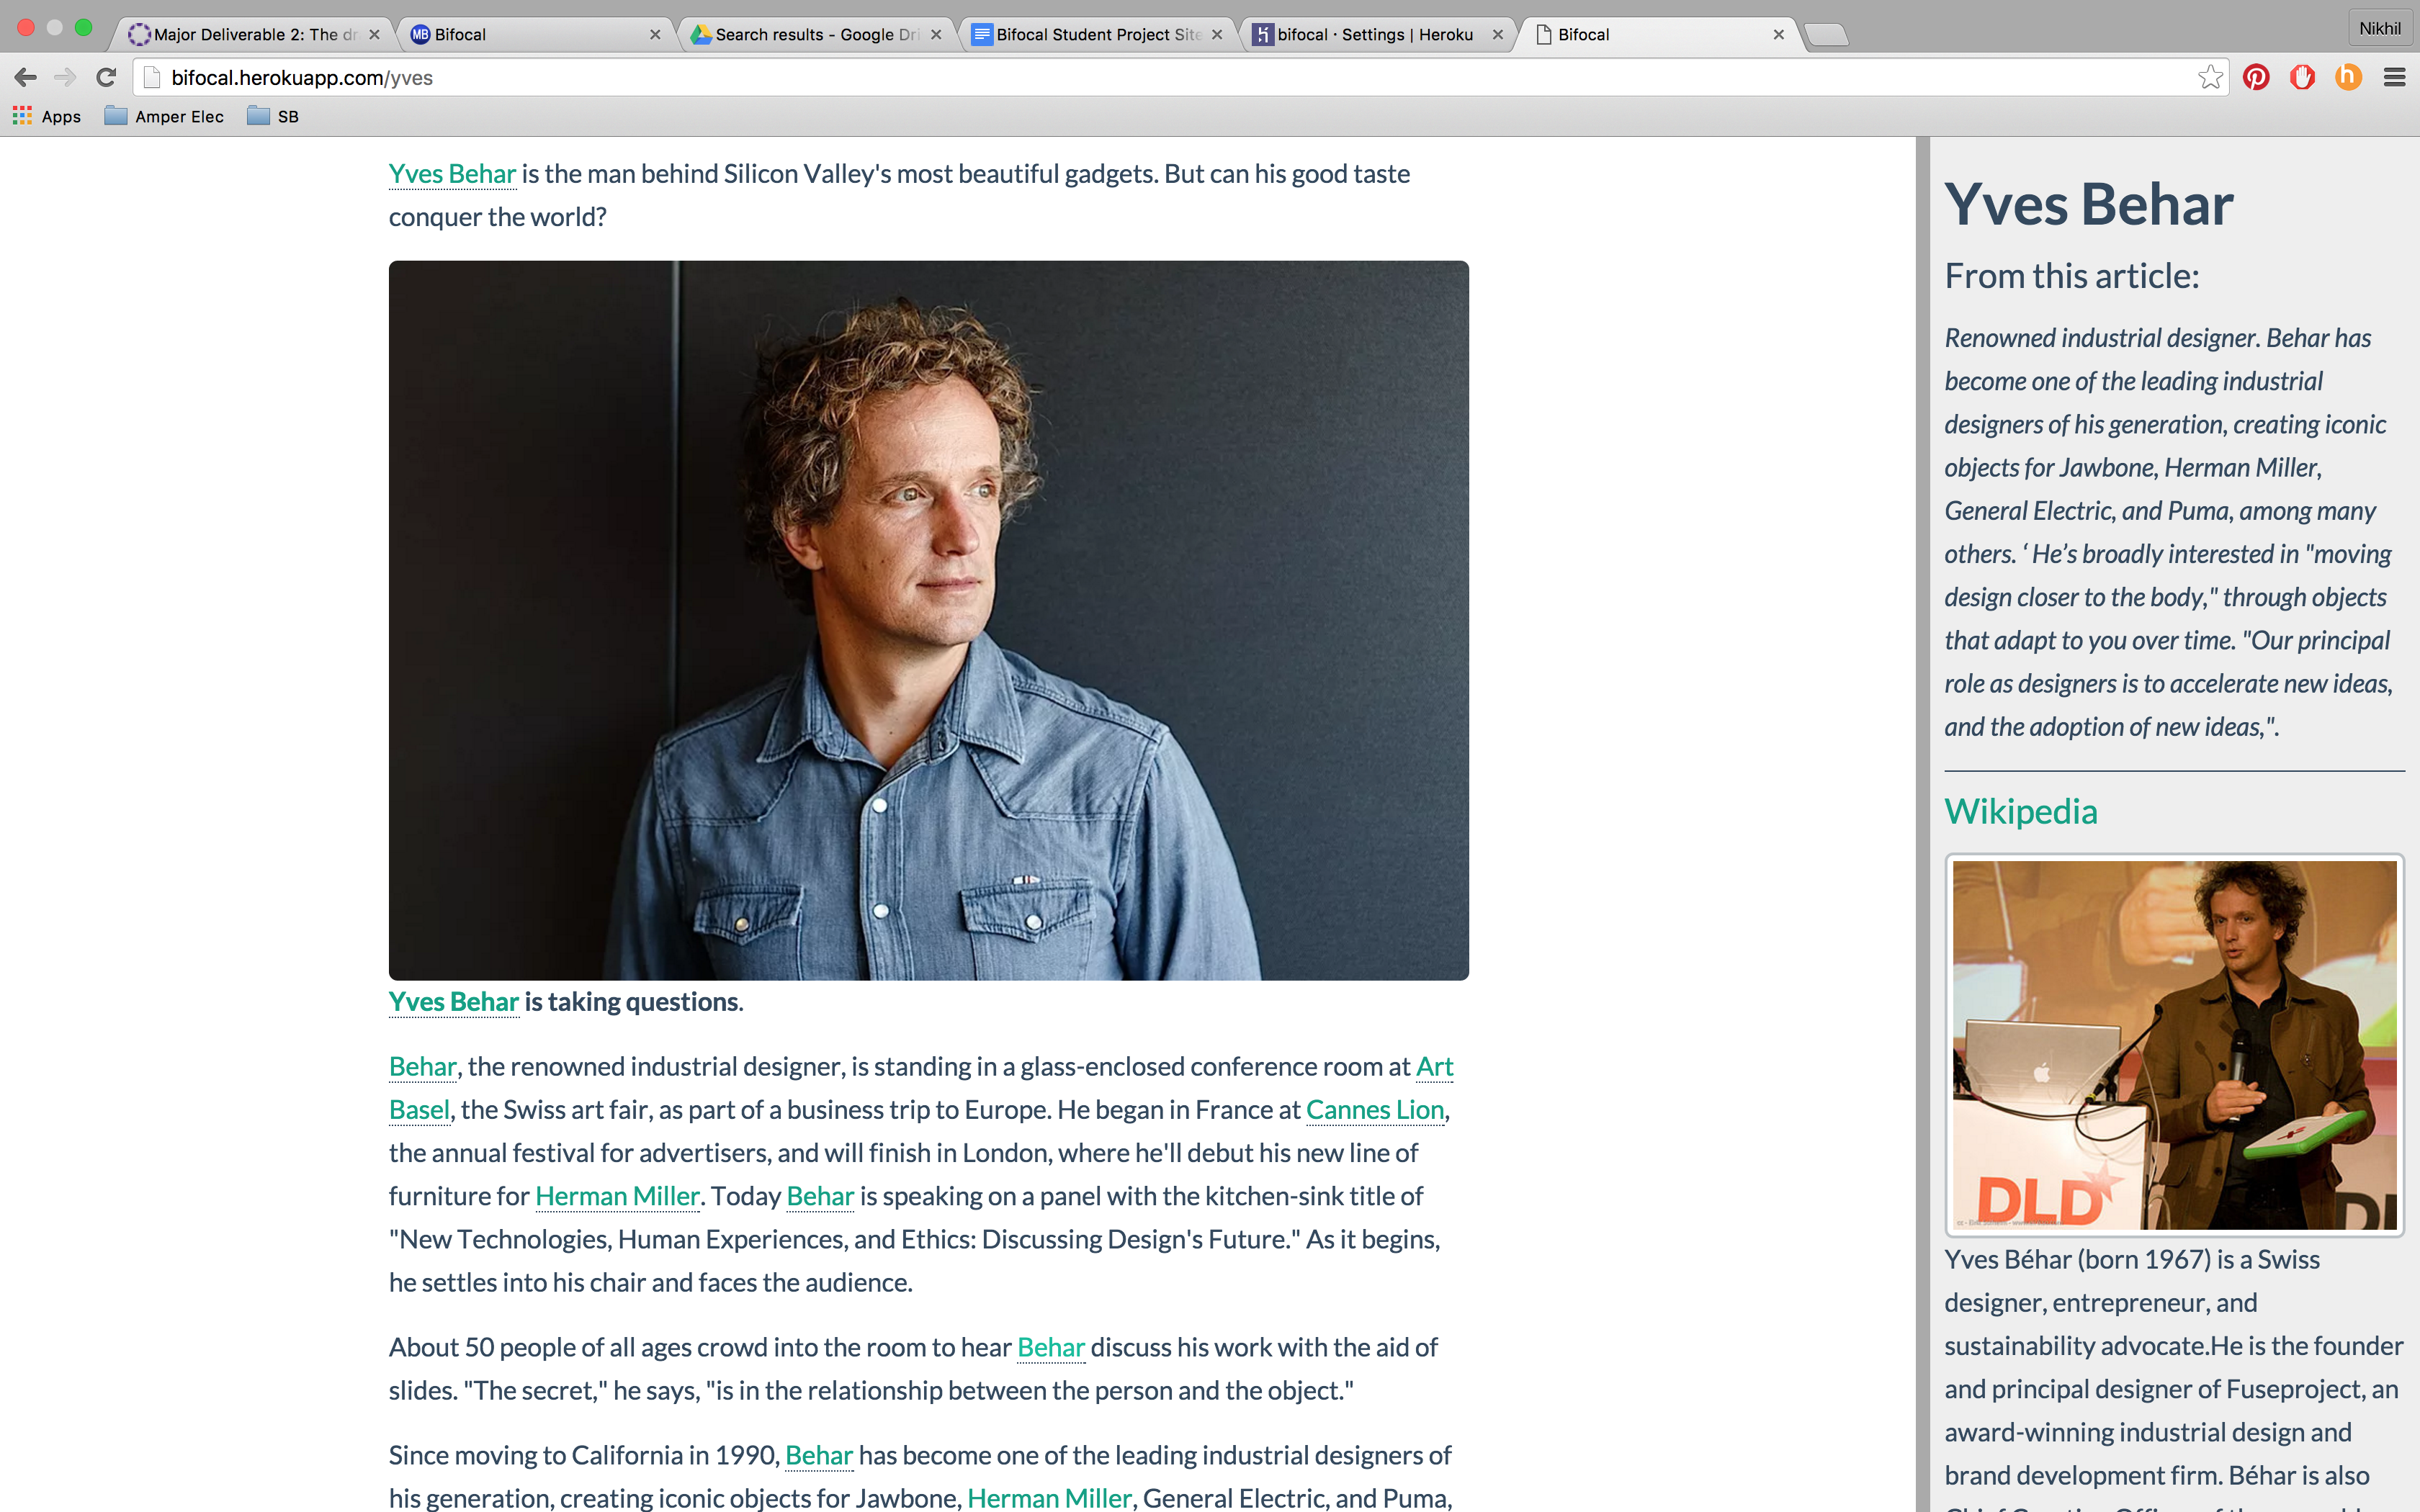 Major Deliverable 2: The dr
Bifocal
Search results - Google Dri
Bifocal Student Project Site
bifocal · Settings | Heroku
Bifocal
Nikhil
bifocal.herokuapp.com/yves
Apps
Amper Elec
SB
Yves Behar is the man behind Silicon Valley's most beautiful gadgets. But can his good taste
conquer the world?
Yves Behar is taking questions.
Behar, the renowned industrial designer, is standing in a glass-enclosed conference room at Art
Basel, the Swiss art fair, as part of a business trip to Europe. He began in France at Cannes Lion,
the annual festival for advertisers, and will finish in London, where he'll debut his new line of
furniture for Herman Miller. Today Behar is speaking on a panel with the kitchen-sink title of
"New Technologies, Human Experiences, and Ethics: Discussing Design's Future." As it begins,
he settles into his chair and faces the audience.
About 50 people of all ages crowd into the room to hear Behar discuss his work with the aid of
slides. "The secret," he says, "is in the relationship between the person and the object."
Since moving to California in 1990, Behar has become one of the leading industrial designers of
his generation, creating iconic objects for Jawbone, Herman Miller, General Electric, and Puma,
Yves Behar
From this article:
Renowned industrial designer. Behar has
become one of the leading industrial
designers of his generation, creating iconic
objects for Jawbone, Herman Miller,
General Electric, and Puma, among many
others. ‘ He’s broadly interested in "moving
design closer to the body," through objects
that adapt to you over time. "Our principal
role as designers is to accelerate new ideas,
and the adoption of new ideas,".
Wikipedia
DLD
Yves Béhar (born 1967) is a Swiss
designer, entrepreneur, and
sustainability advocate.He is the founder
and principal designer of Fuseproject, an
award-winning industrial design and
brand development firm. Béhar is also